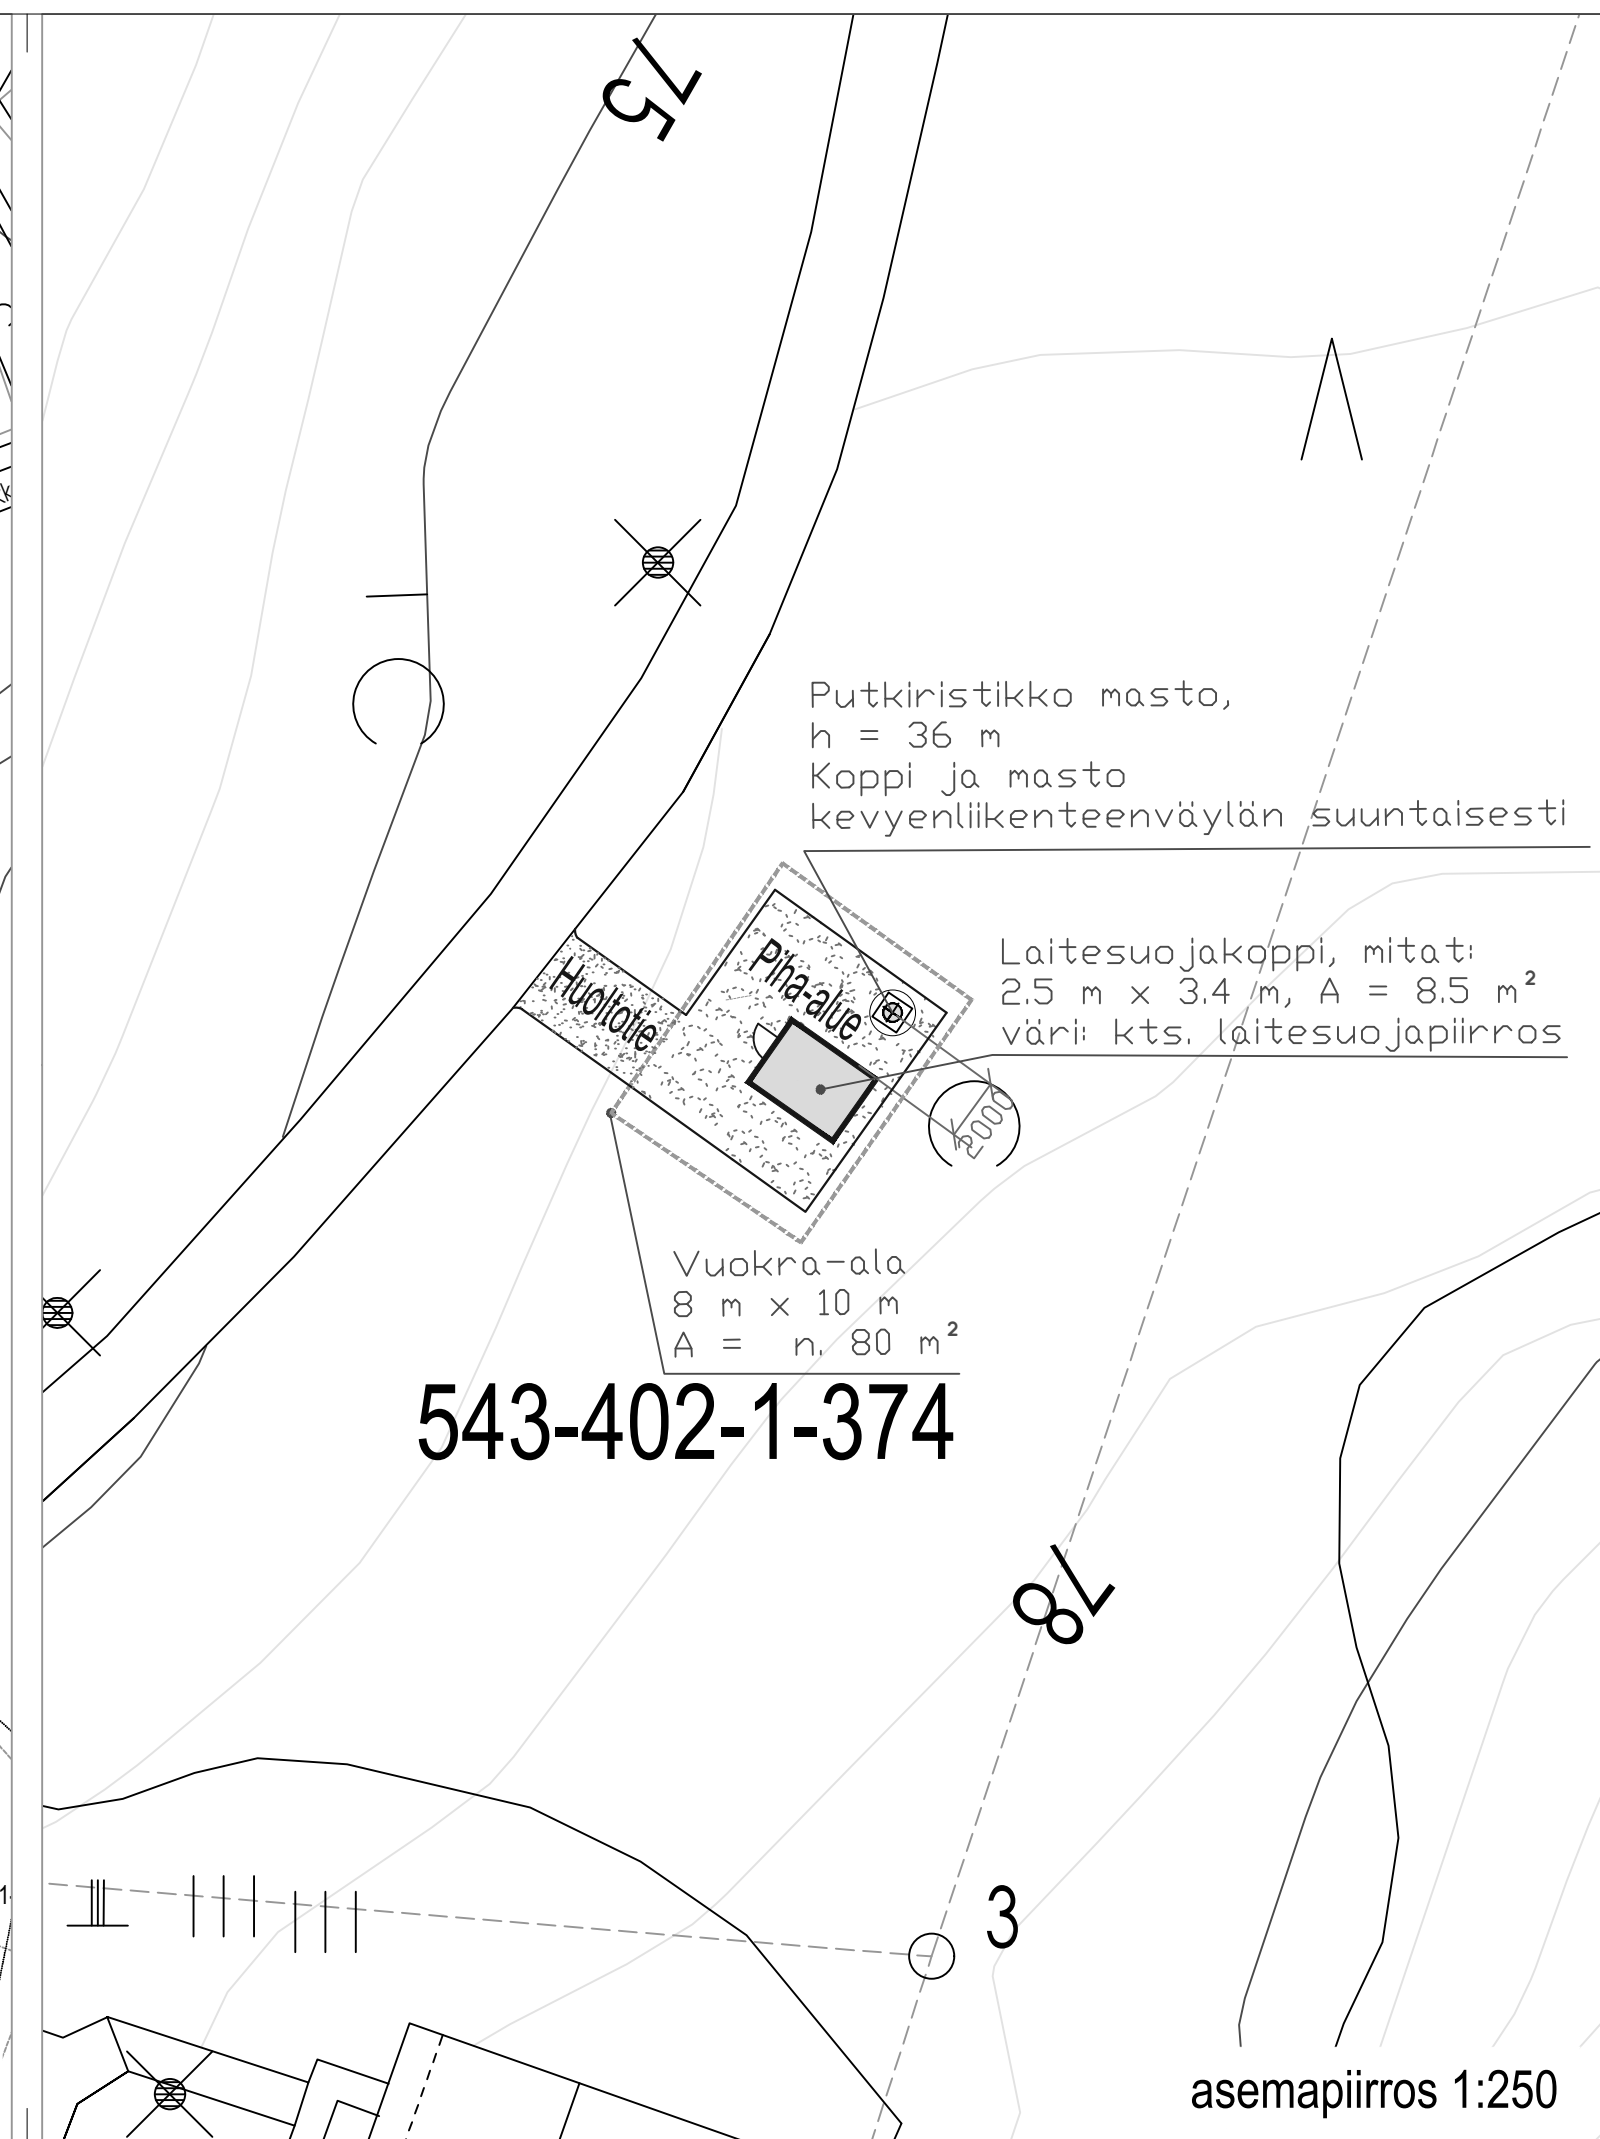 75
Putkiristikko masto,
h = 36 m
Koppi ja masto
kevyenliikenteenväylän suuntaisesti
Laitesuojakoppi, mitat:
2.5 m x 3.4 m, A = 8.5 m²
väri: kts. laitesuojapiirros
Piha-alue
Huoltotie
2000
Vuokra-ala
8 m x 10 m
A = n. 80 m²
543-402-1-374
78
3
asemapiirros 1:250